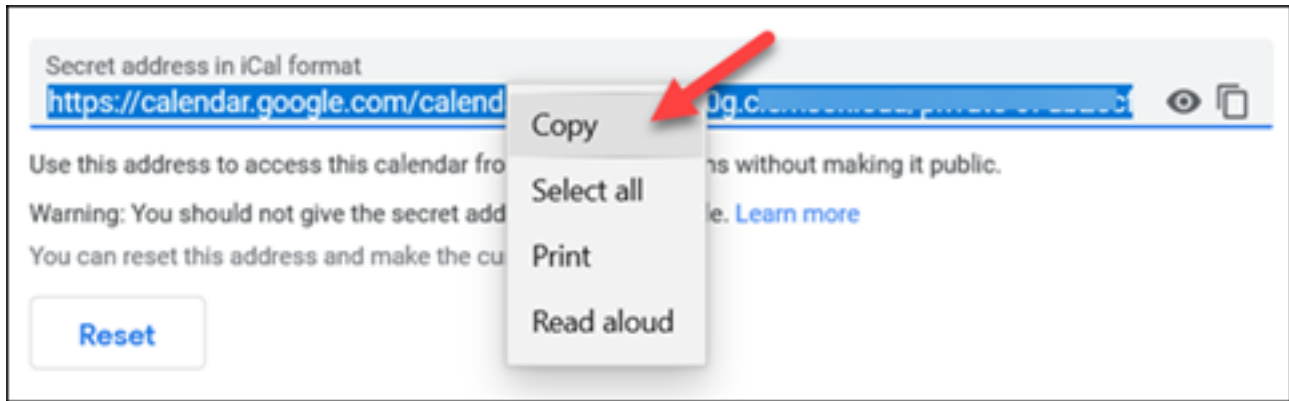 Secret address in iCal format
https://calendar.google.com/calend
Copy
Use this address to access this calendar fro ns without making it public.
Select all
Warning: You should not give the secret add e. Learn more
You can reset this address and make the cu
Print
Read aloud
Reset